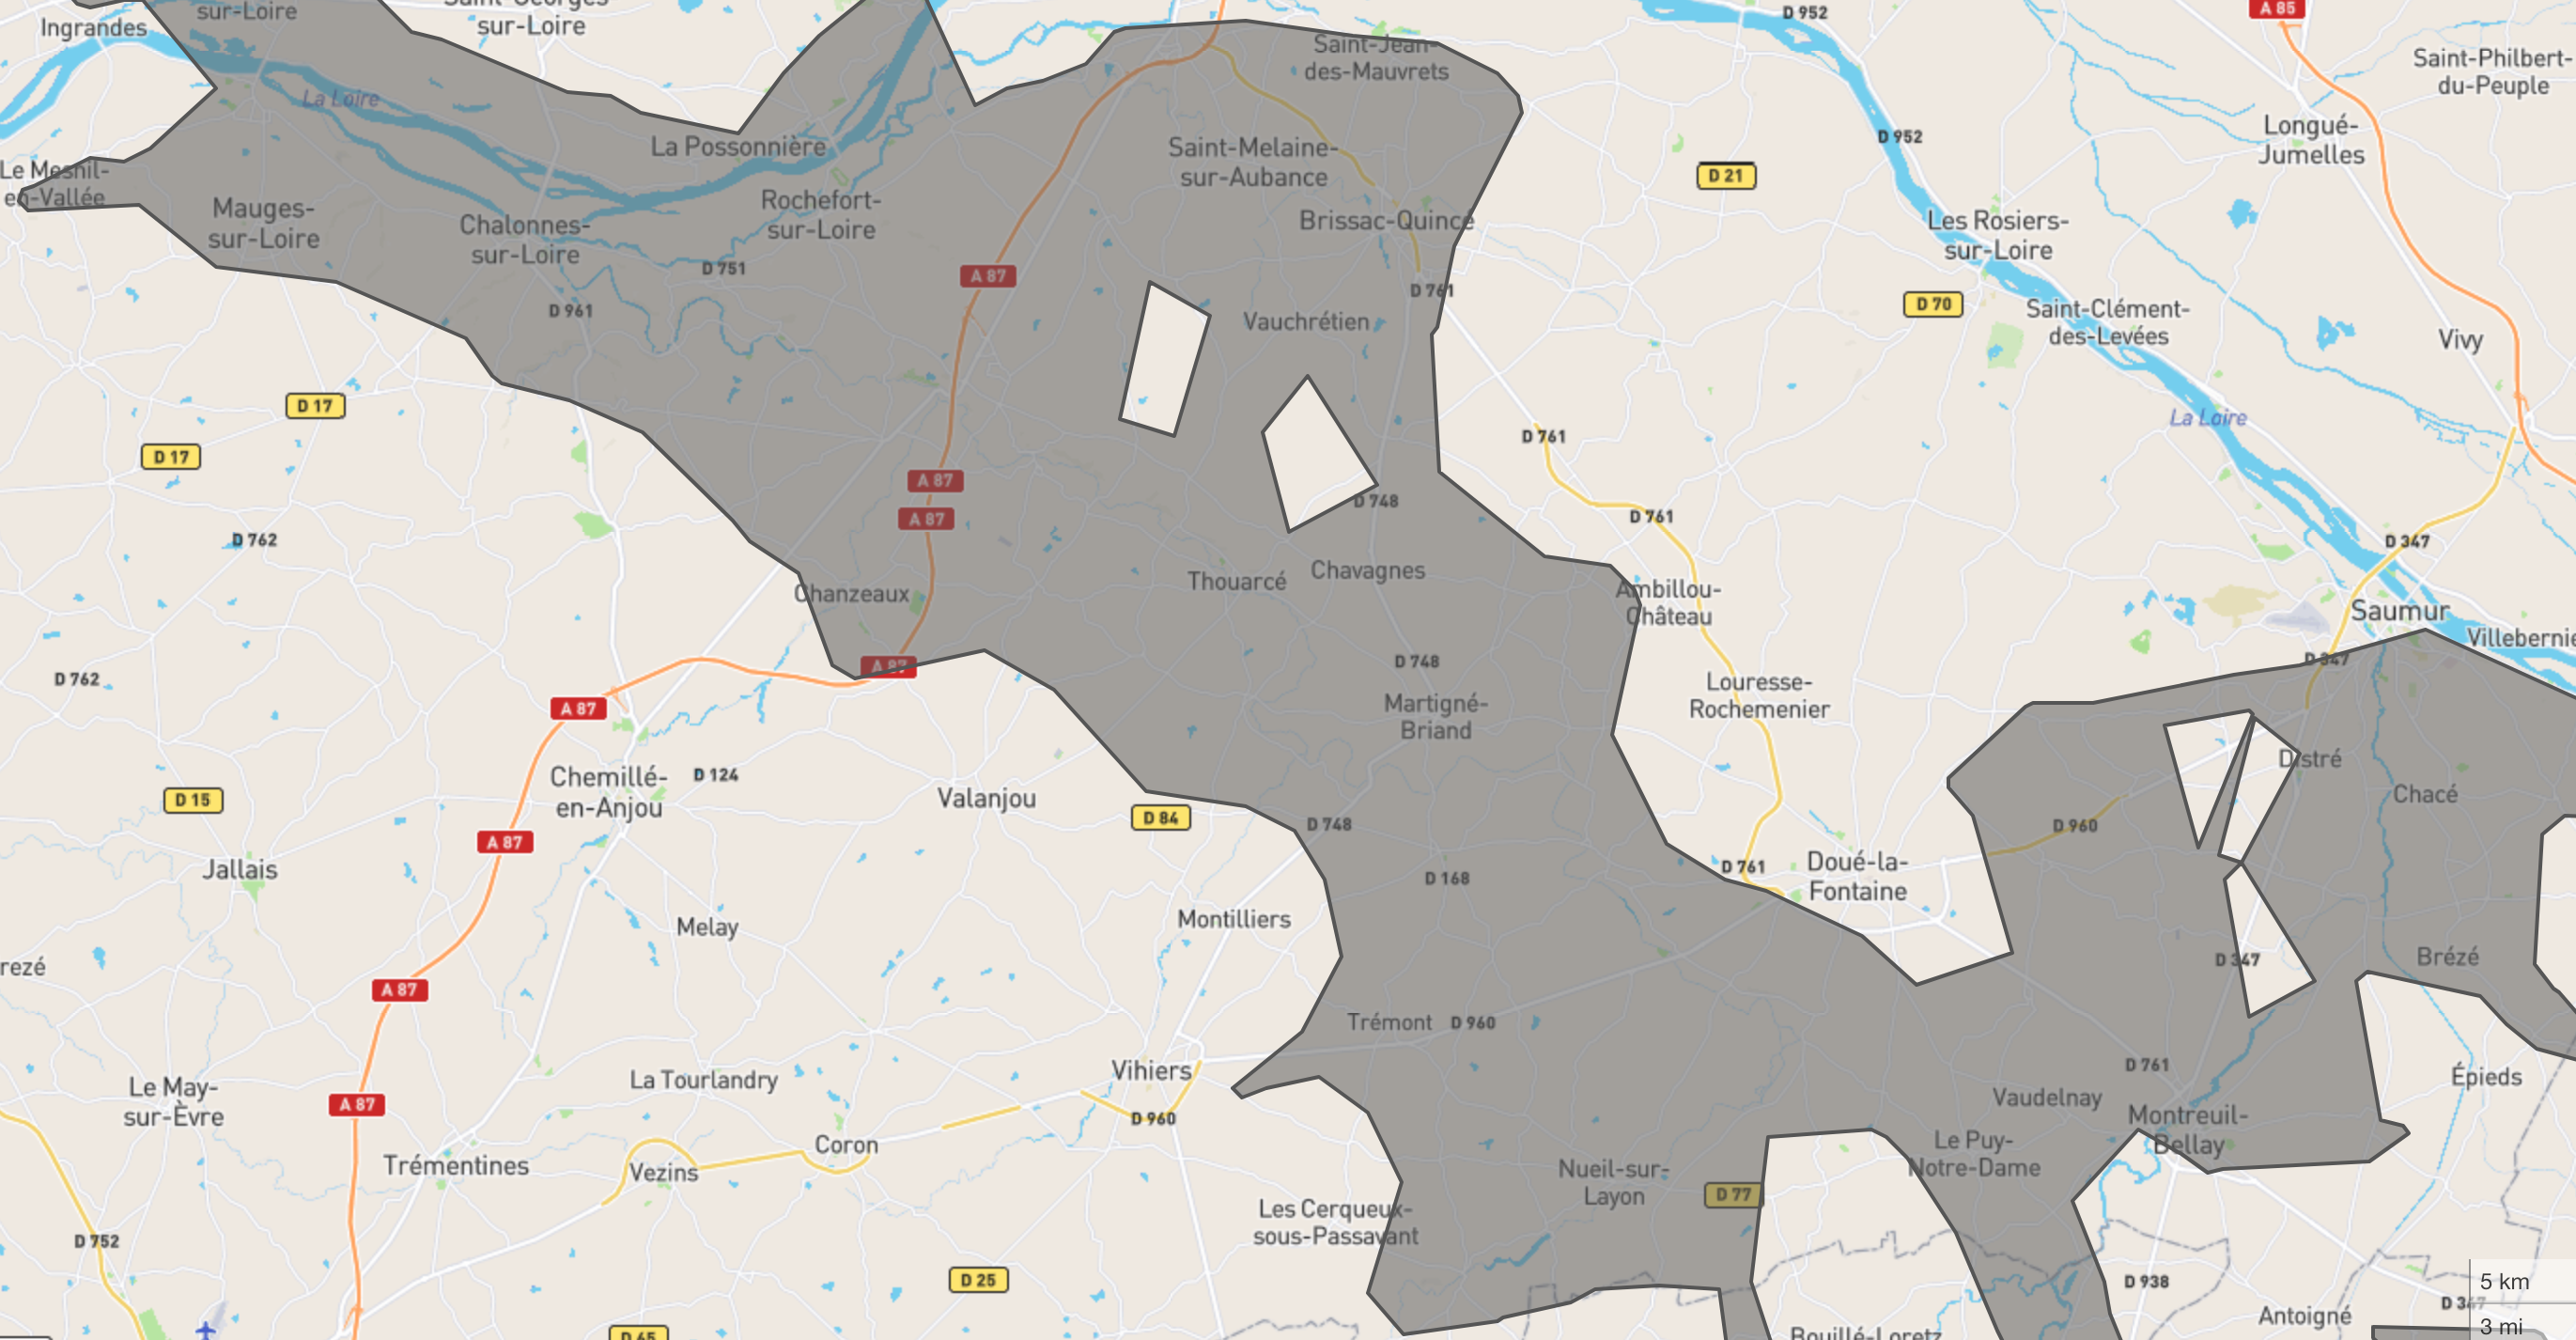 sur-Loire
Saint-Georges
sur-Loire
Ingrandes
D 952
A 85
Saint-Jean-
des-Mauvrets
Saint-Philbert-
du-Peuple
La Loire
Longué-
Jumelles
D 952
La Possonnière
Saint-Melaine-
sur-Aubance
Le Mesnil-
en-Vallée
D 21
Mauges-
sur-Loire
Chalonnes-
sur-Loire
Rochefort-
sur-Loire
Brissac-Quincé
Les Rosiers-
sur-Loire
D 751
A 87
D 761
D 70
D 961
Vauchrétien
Saint-Clément-
des-Levées
Vivy
D 17
La Loire
D 17
D 761
A 87
D 748
A 87
D 761
D 762
D 347
Chanzeaux
Thouarcé
Chavagnes
Ambillou-
Château
Saumur
Villebernie
A 87
D 748
D 347
D 762
A 87
Martigné-
Briand
Louresse-
Rochemenier
Distré
Chemillé-
en-Anjou
D 124
Valanjou
D 84
D 748
Chacé
D 15
D 960
A 87
Jallais
D 168
D 761
Doué-la-
Fontaine
Melay
Montilliers
rezé
D 347
Brézé
A 87
Trémont
D 960
Vihiers
D 761
Épieds
La Tourlandry
Le May-
sur-Èvre
A 87
D 960
Vaudelnay
Montreuil-
Bellay
Coron
Trémentines
Vezins
Le Puy-
Notre-Dame
Nueil-sur-
Layon
D 77
Les Cerqueux-
sous-Passavant
D 752
D 25
D 938
5 km
D 347
Antoigné
3 mi
D 65
Bouillé-Loretz